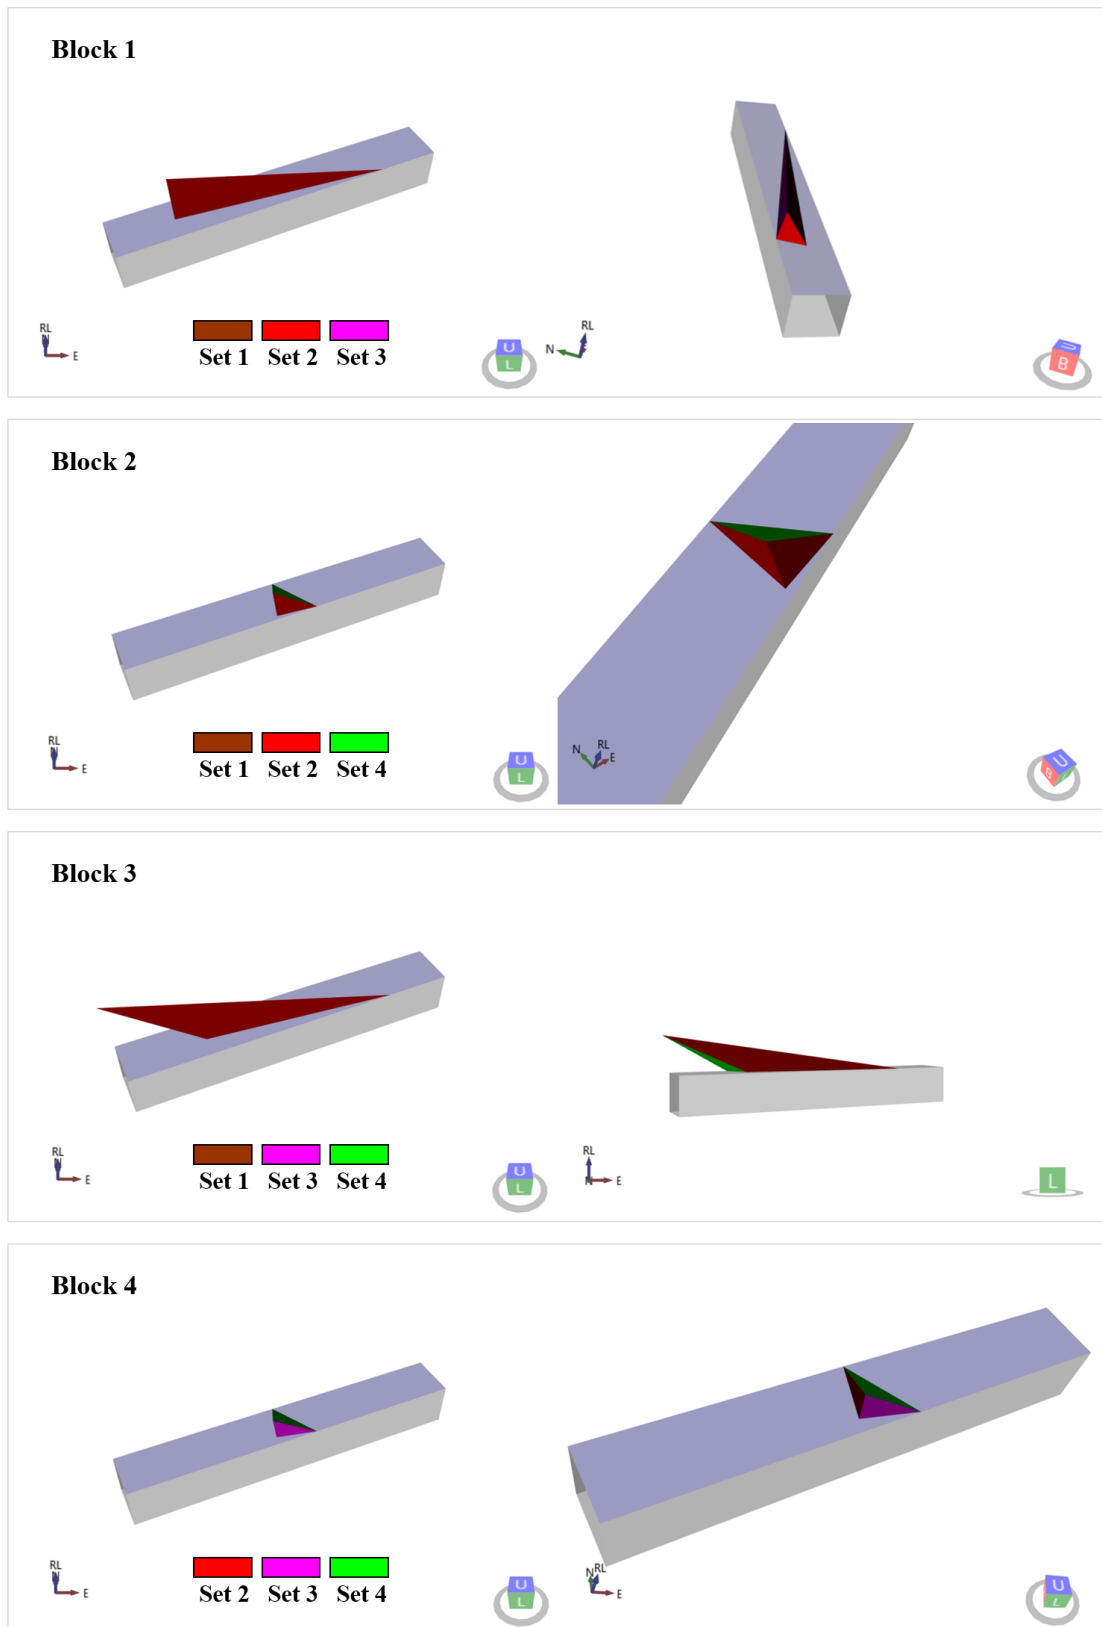 Block 1
RL
N
E
Set 1 Set 2 Set 3
U
L
N
RL
U
B
Block 2
RL
N
E
Set 1 Set 2 Set 4
U
L
N
RL
E
U
B
L
Block 3
RL
N
E
Set 1 Set 3 Set 4
U
L
RL
N
E
L
Block 4
RL
N
E
Set 2 Set 3 Set 4
U
L
N
RL
E
U
L